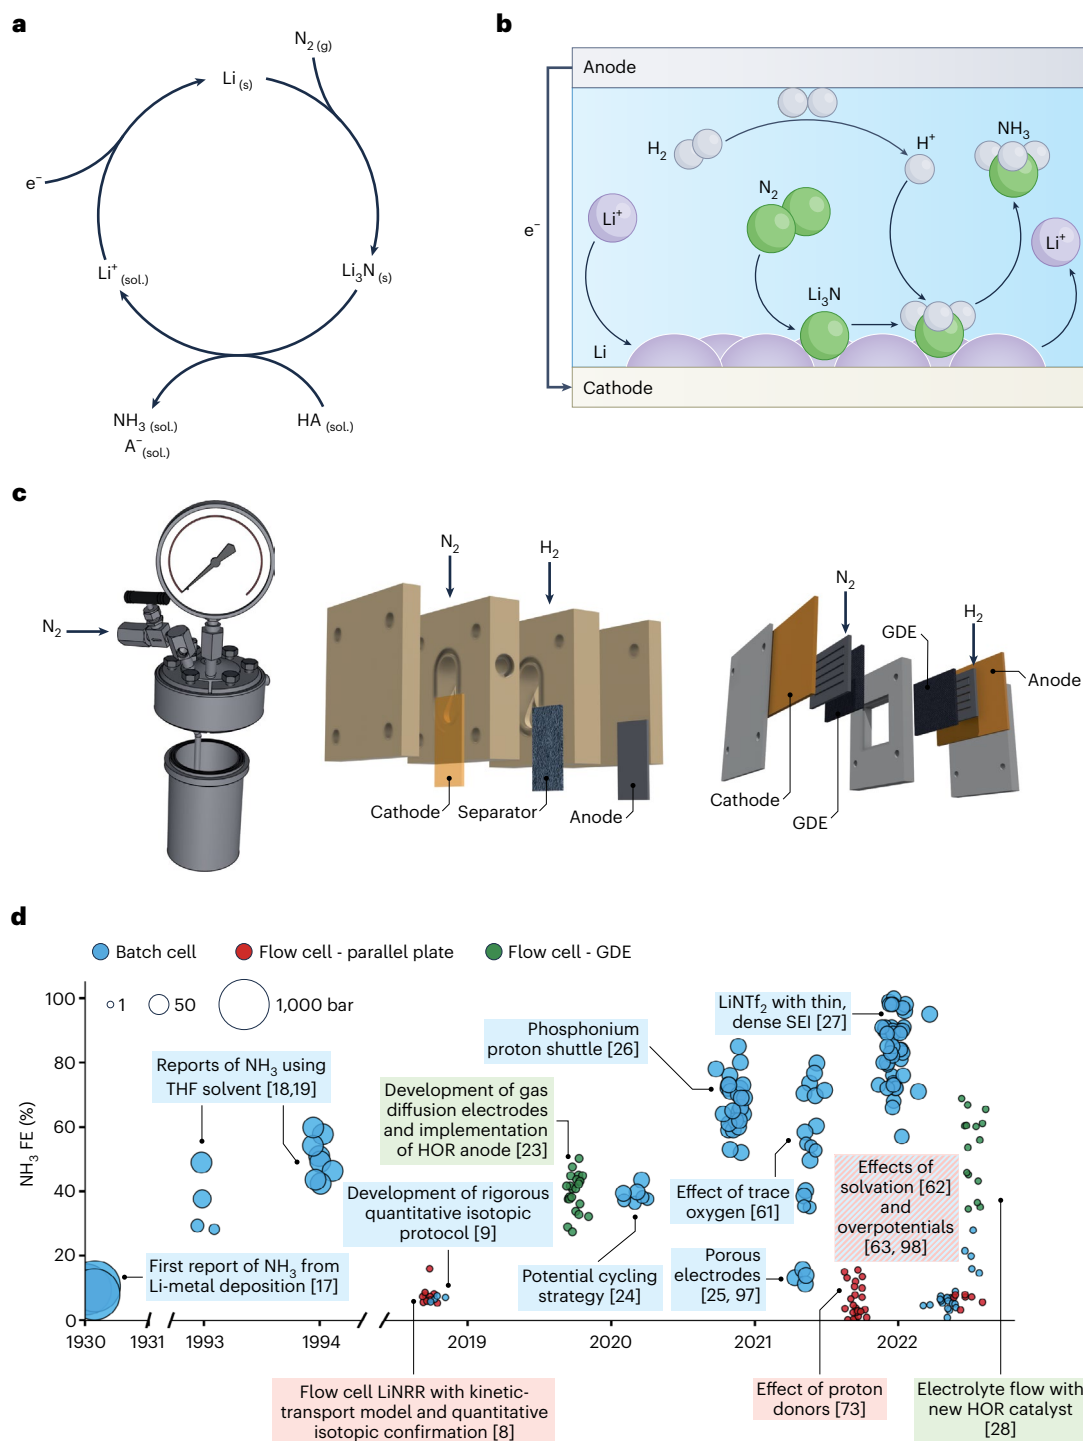 a
N2 (g)
Li (s)
e−
Li+ (sol.)
Li3N (s)
NH3 (sol.)
A− (sol.)
HA (sol.)
b
Anode
H2
H+
NH3
N2
Li+
Li+
e−
Li3N
Li
Cathode
c
N2
N2
H2
Cathode
Separator
Anode
N2
GDE
H2
Anode
Cathode
GDE
d
Batch cell
Flow cell - parallel plate
Flow cell - GDE
1
50
1,000 bar
NH3 FE (%)
100
80
60
40
20
0
Reports of NH3 using
THF solvent [18,19]
First report of NH3 from
Li-metal deposition [17]
Development of gas
diffusion electrodes
and implementation
of HOR anode [23]
Development of rigorous
quantitative isotopic
protocol [9]
Phosphonium
proton shuttle [26]
LiNTf2 with thin,
dense SEI [27]
Effect of trace
oxygen [61]
Potential cycling
strategy [24]
Porous
electrodes
[25, 97]
Effects of
solvation [62]
and
overpotentials
[63, 98]
1930
1931
1993
1994
2019
2020
2021
2022
Flow cell LiNRR with kinetic-
transport model and quantitative
isotopic confirmation [8]
Effect of proton
donors [73]
Electrolyte flow with
new HOR catalyst
[28]